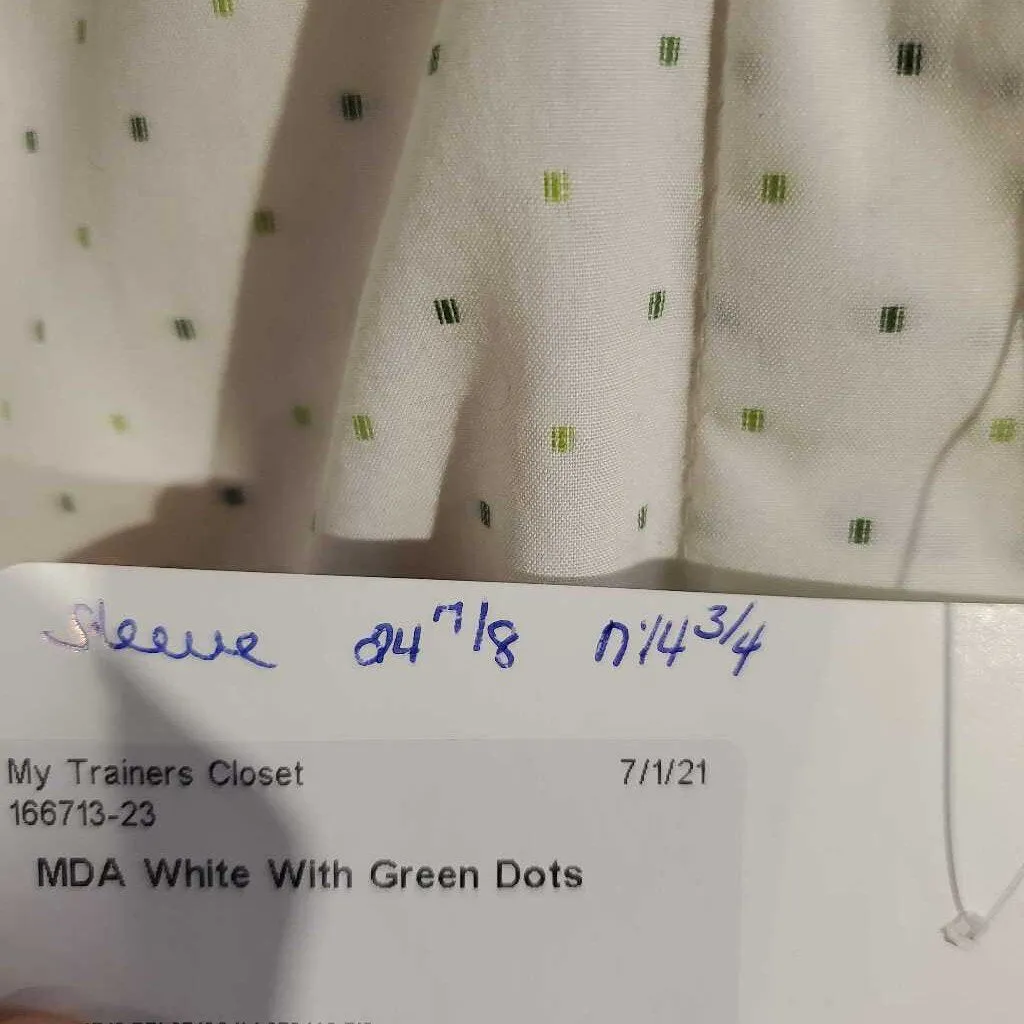 Sleeve 24 7/8 n:14 3/4
My Trainers Closet 7/1/21
166713-23
MDA White With Green Dots